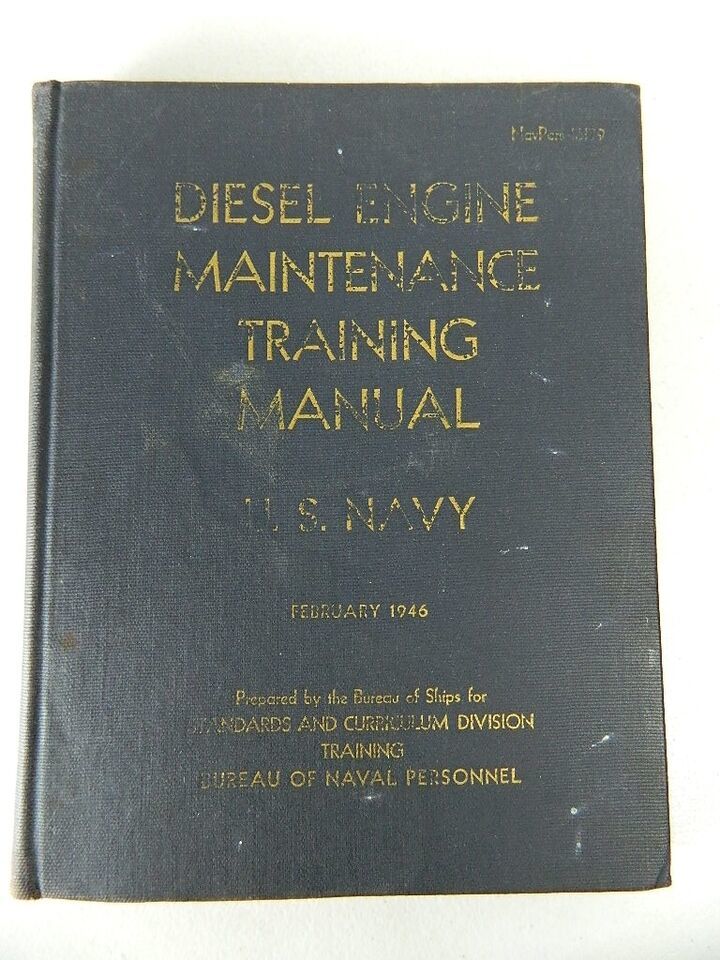 NavPers
DIESEL ENGINE
MAINTENANCE
TRAINING
MANUAL
U. S. NAVY
FEBRUARY 1946
Prepared by the Bureau of Ships for
STANDARDS AND CURRICULUM DIVISION
TRAINING
BUREAU OF NAVAL PERSONNEL